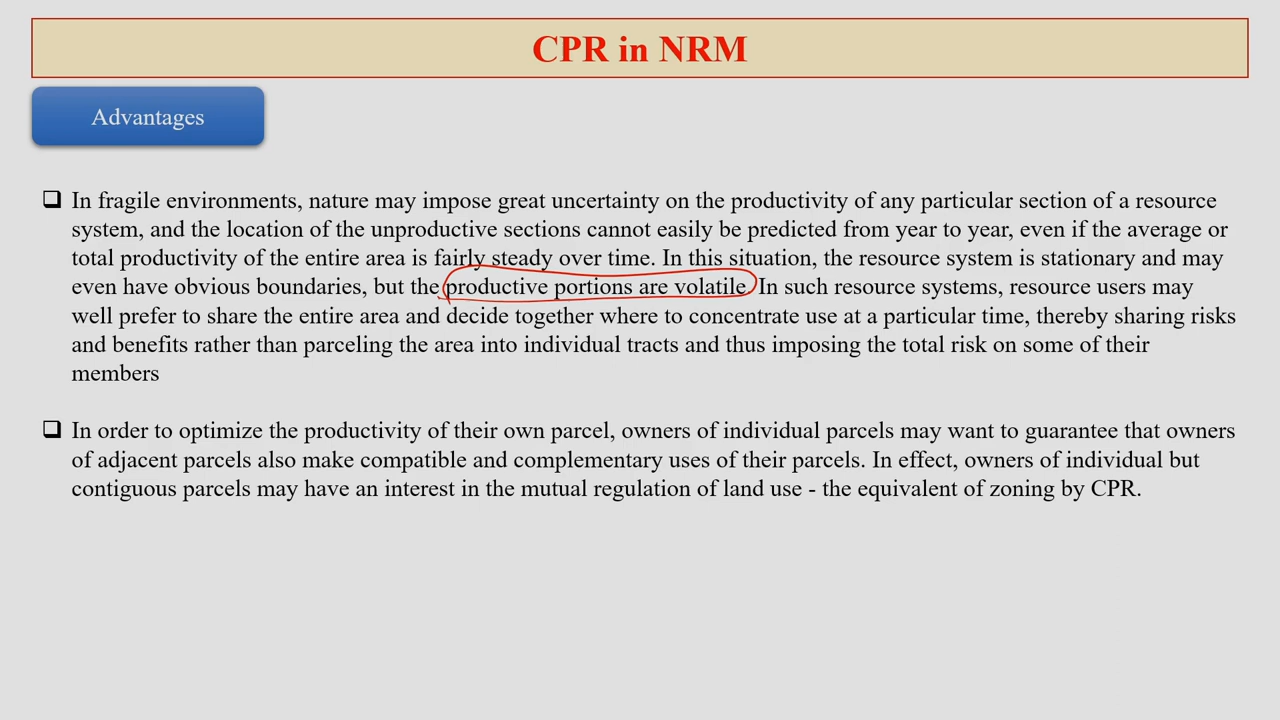 CPR in NRM
Advantages
In fragile environments, nature may impose great uncertainty on the productivity of any particular section of a resource
system, and the location of the unproductive sections cannot easily be predicted from year to year, even if the average or
total productivity of the entire area is fairly steady over time. In this situation, the resource system is stationary and may
even have obvious boundaries, but the productive portions are volatile. In such resource systems, resource users may
well prefer to share the entire area and decide together where to concentrate use at a particular time, thereby sharing risks
and benefits rather than parceling the area into individual tracts and thus imposing the total risk on some of their
members
In order to optimize the productivity of their own parcel, owners of individual parcels may want to guarantee that owners
of adjacent parcels also make compatible and complementary uses of their parcels. In effect, owners of individual but
contiguous parcels may have an interest in the mutual regulation of land use - the equivalent of zoning by CPR.